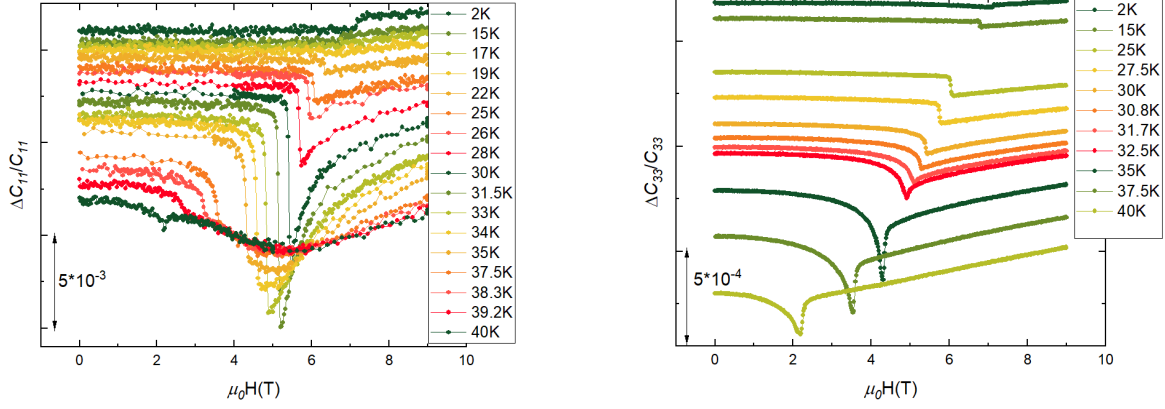 ΔC11/C11
5*10-3
0
2
4
6
8
10
μ0H(T)
2K
15K
17K
19K
22K
25K
26K
28K
30K
31.5K
33K
34K
35K
37.5K
38.3K
39.2K
40K
ΔC33/C33
5*10-4
0
2
4
6
8
10
μ0H(T)
2K
15K
25K
27.5K
30K
30.8K
31.7K
32.5K
35K
37.5K
40K